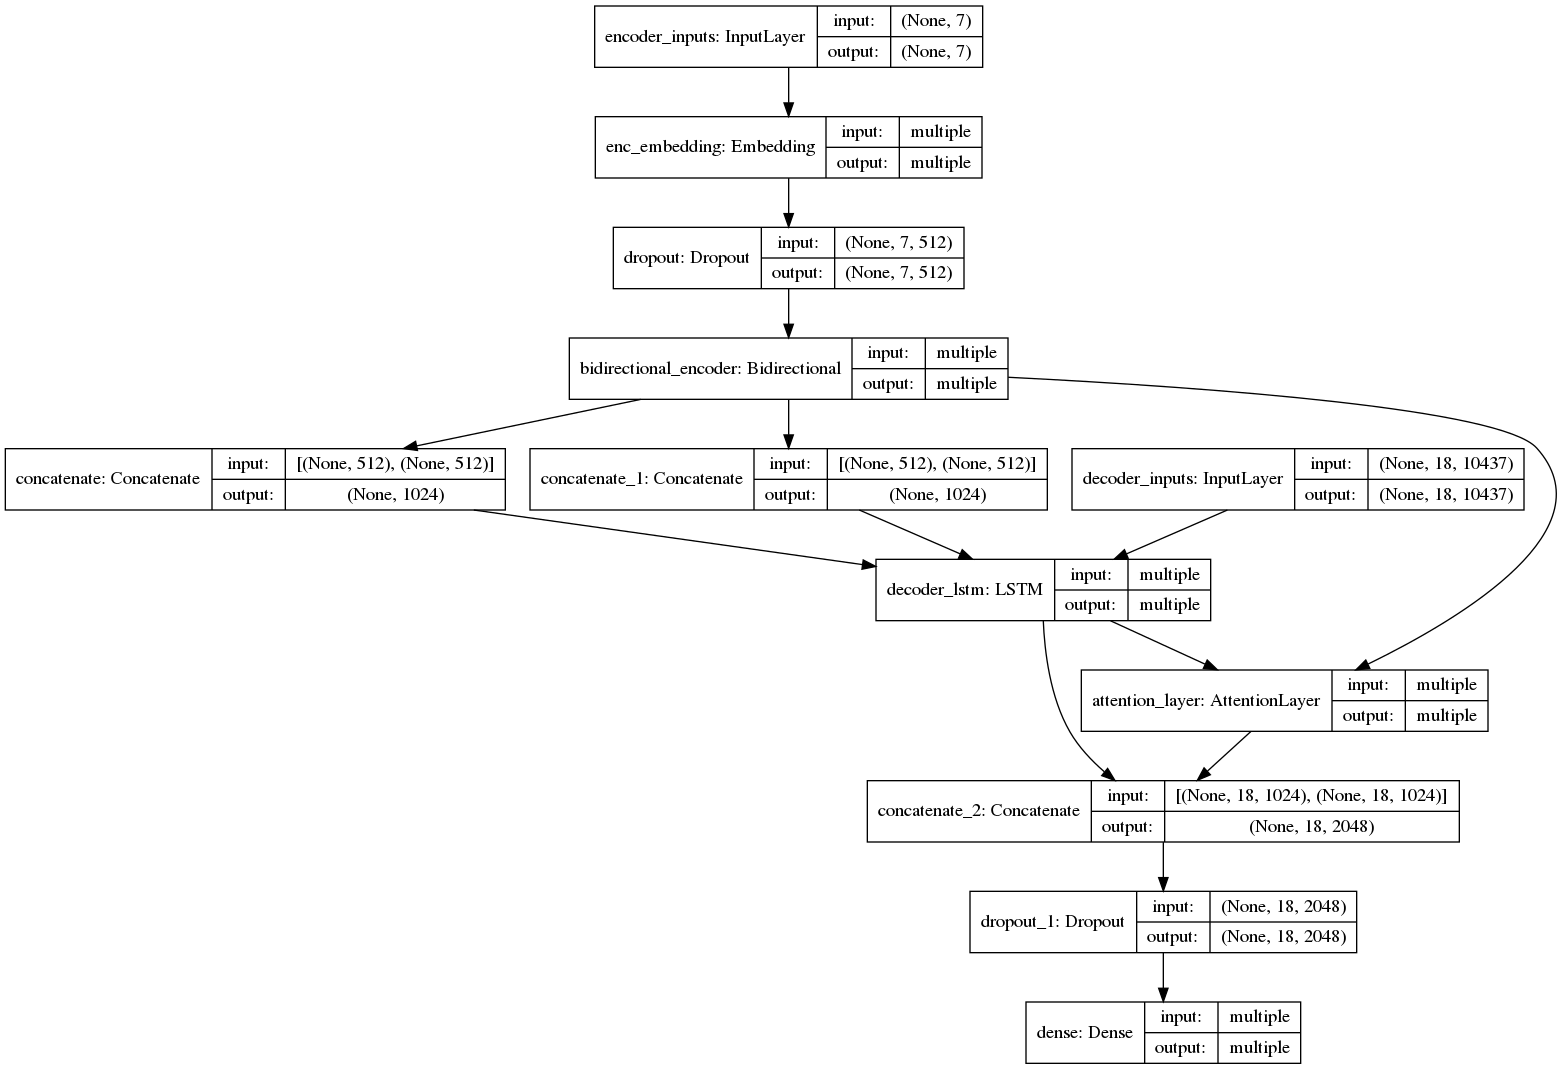 encoder_inputs: InputLayer
input:
(None, 7)
output:
(None, 7)
enc_embedding: Embedding
input:
multiple
output:
multiple
dropout: Dropout
input:
(None, 7, 512)
output:
(None, 7, 512)
bidirectional_encoder: Bidirectional
input:
multiple
output:
multiple
concatenate: Concatenate
input:
[(None, 512), (None, 512)]
output:
(None, 1024)
concatenate_1: Concatenate
input:
[(None, 512), (None, 512)]
output:
(None, 1024)
decoder_inputs: InputLayer
input:
(None, 18, 10437)
output:
(None, 18, 10437)
decoder_lstm: LSTM
input:
multiple
output:
multiple
attention_layer: AttentionLayer
input:
multiple
output:
multiple
concatenate_2: Concatenate
input:
[(None, 18, 1024), (None, 18, 1024)]
output:
(None, 18, 2048)
dropout_1: Dropout
input:
(None, 18, 2048)
output:
(None, 18, 2048)
dense: Dense
input:
multiple
output:
multiple